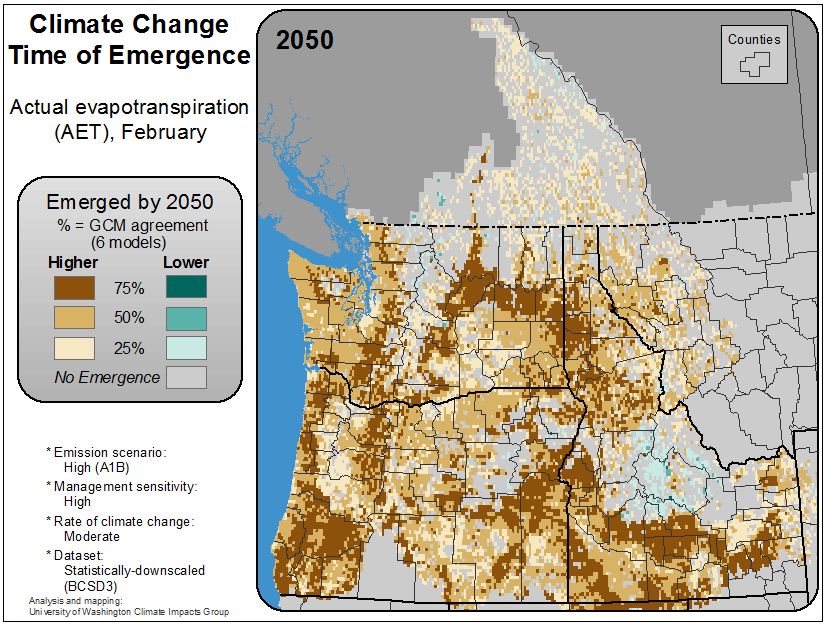 Climate Change
Time of Emergence
Actual evapotranspiration
(AET), February
Emerged by 2050
% = GCM agreement
(6 models)
Higher Lower
75%
50%
25%
No Emergence
* Emission scenario:
High (A1B)
* Management sensitivity:
High
* Rate of climate change:
Moderate
* Dataset:
Statistically-downscaled
(BCSD3)
Analysis and mapping:
University of Washington Climate Impacts Group
2050
Counties